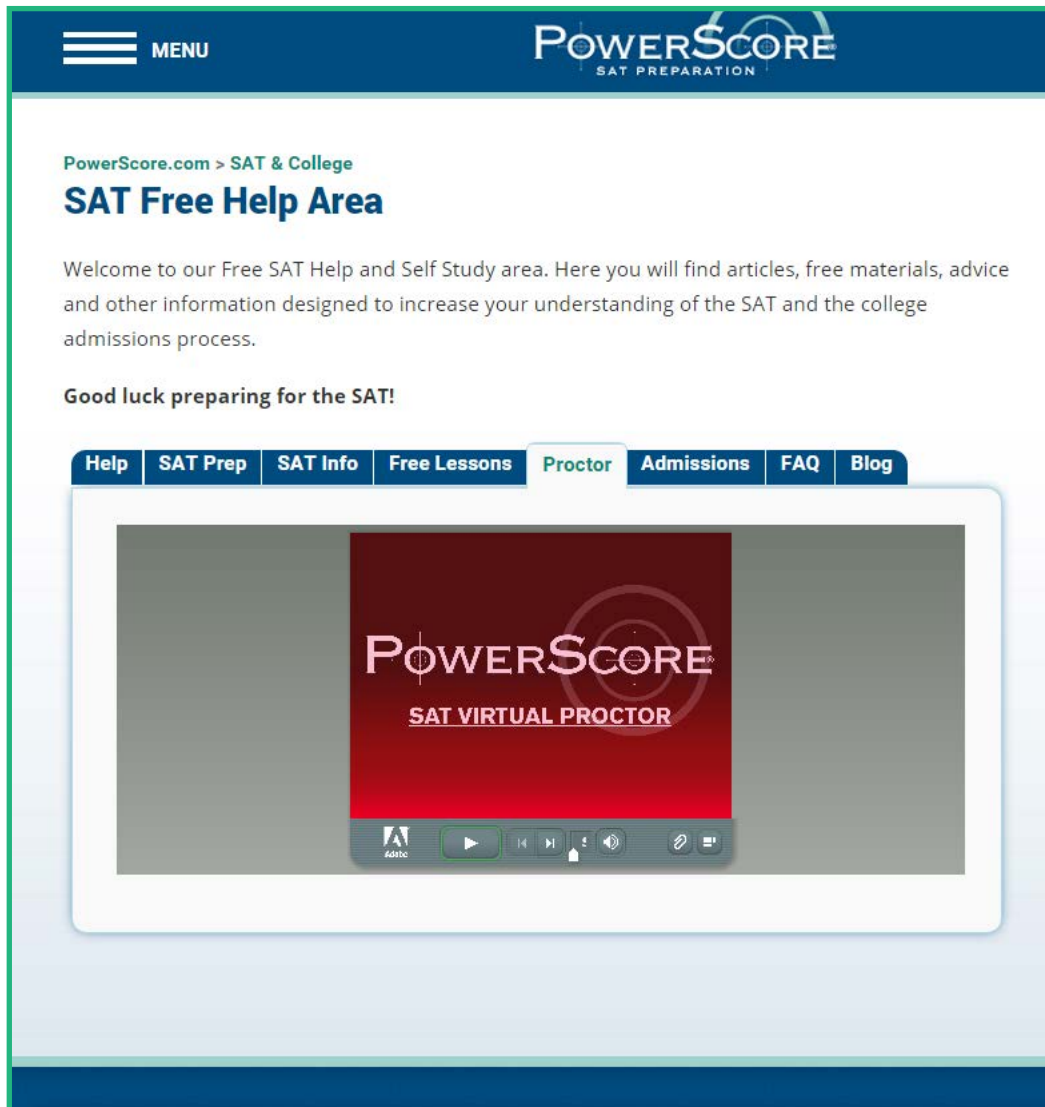 MENU
POWERSCORE®
SAT PREPARATION
PowerScore.com > SAT & College
SAT Free Help Area
Welcome to our Free SAT Help and Self Study area. Here you will find articles, free materials, advice
and other information designed to increase your understanding of the SAT and the college
admissions process.
Good luck preparing for the SAT!
Help SAT Prep SAT Info Free Lessons Proctor Admissions FAQ Blog
POWERSCORE®
SAT VIRTUAL PROCTOR
Adobe